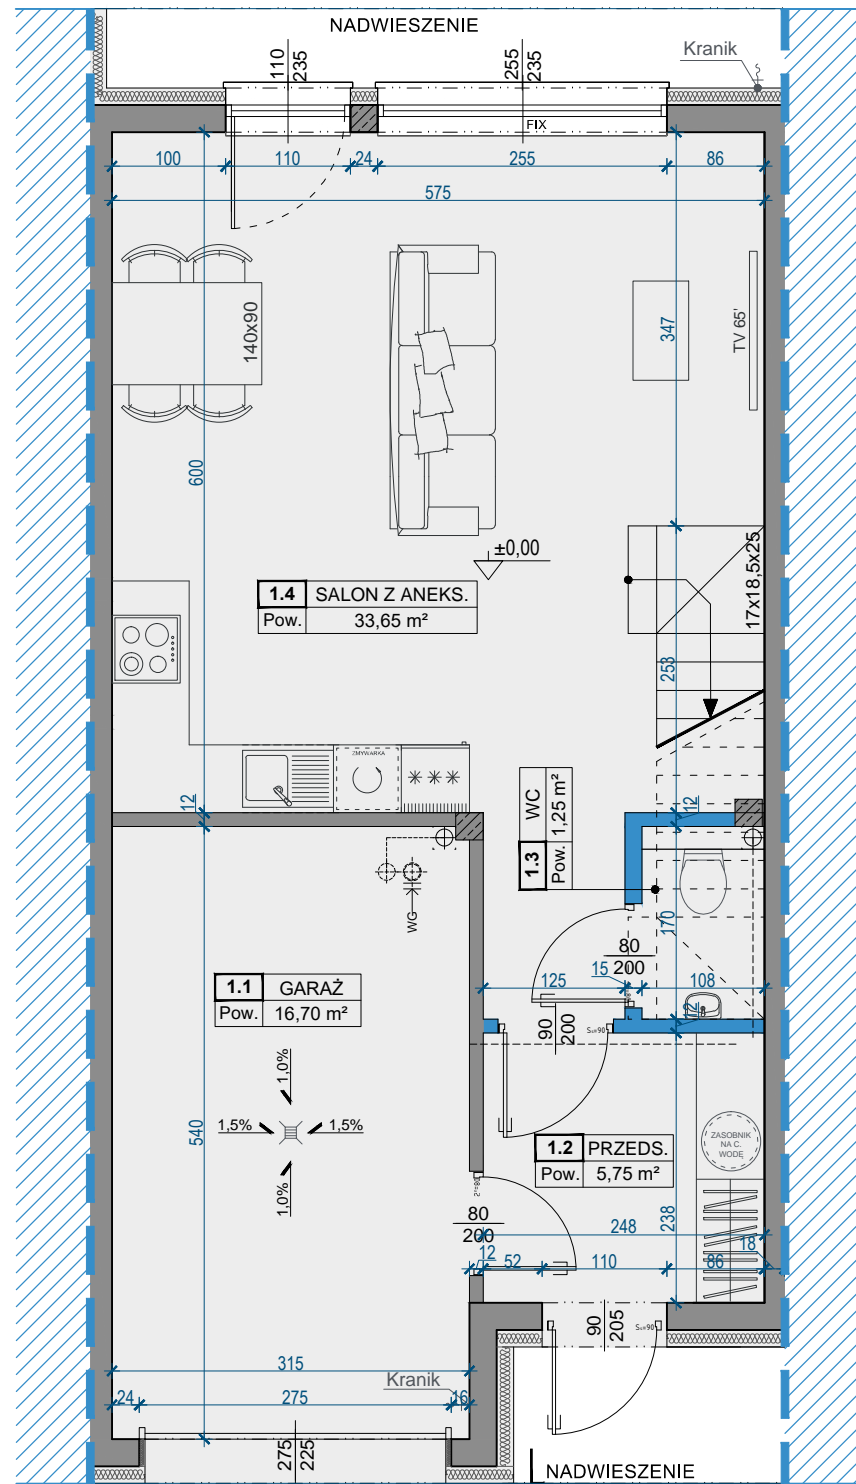 NADWIESZENIE
Kranik
110
235
255
235
FIX
100
110
24
255
86
575
140x90
347
TV 65'
600
±0,00
17x18,5x25
1.4 SALON Z ANEKS.
Pow. 33,65 m²
253
ZMYWARKA
12
12
1.3 WC
Pow. 1,25 m²
WG
170
80
200
125
15
108
12
1.1 GARAŻ
Pow. 16,70 m²
90
200
1,0%
1,5%
1,5%
1,0%
540
ZASOBNIK
NA C.
WODĘ
1.2 PRZEDS.
Pow. 5,75 m²
80
200
248
238
12
52
110
86
18
90
205
315
Kranik
24
275
16
275
225
NADWIESZENIE